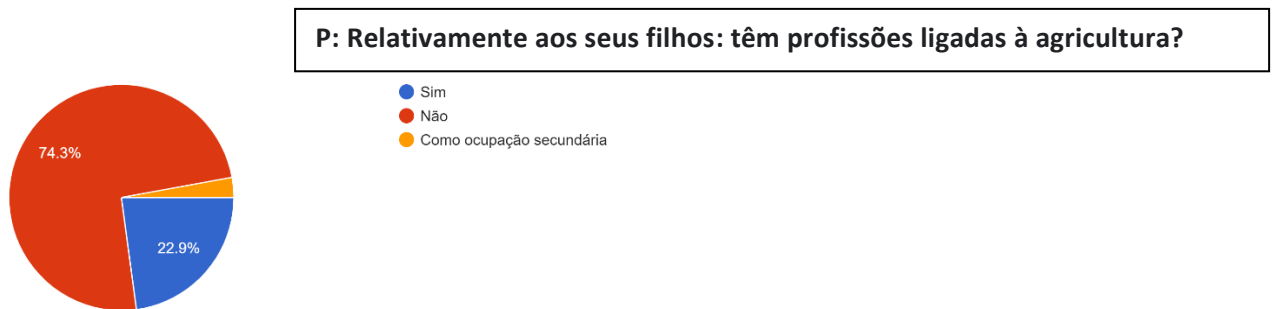 P: Relativamente aos seus filhos: têm profissões ligadas à agricultura?
Sim
Não
Como ocupação secundária
74.3%
22.9%